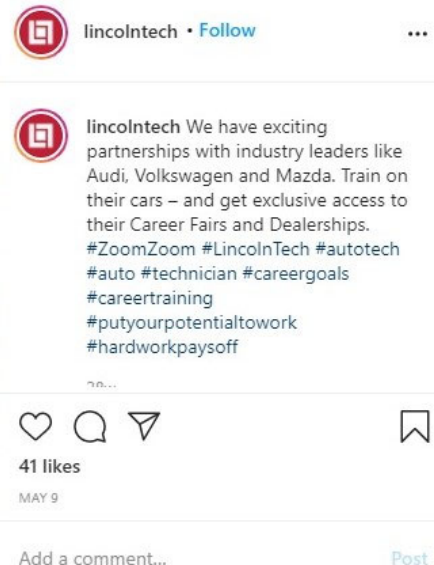 lincolntech • Follow
lincolntech We have exciting
partnerships with industry leaders like
Audi, Volkswagen and Mazda. Train on
their cars – and get exclusive access to
their Career Fairs and Dealerships.
#ZoomZoom #LincolnTech #autotech
#auto #technician #careergoals
#careertraining
#putyourpotentialtowork
#hardworkpaysoff
41 likes
MAY 9
Add a comment... Post